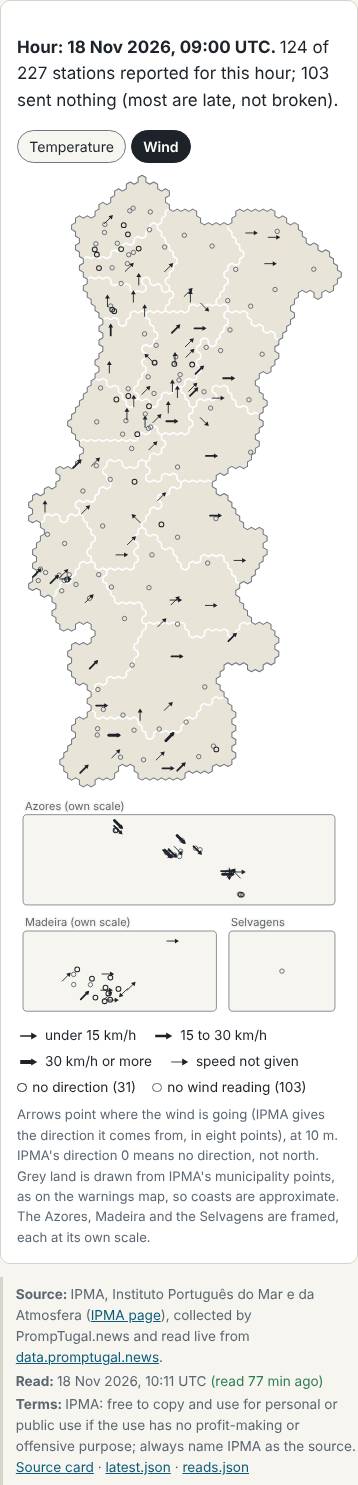 Hour: 18 Nov 2026, 09:00 UTC. 124 of
227 stations reported for this hour; 103
sent nothing (most are late, not broken).
Temperature Wind
Azores (own scale)
Madeira (own scale) Selvagens
under 15 km/h 15 to 30 km/h
30 km/h or more speed not given
no direction (31) no wind reading (103)
Arrows point where the wind is going (IPMA gives
the direction it comes from, in eight points), at 10 m.
IPMA's direction 0 means no direction, not north.
Grey land is drawn from IPMA's municipality points,
as on the warnings map, so coasts are approximate.
The Azores, Madeira and the Selvagens are framed,
each at its own scale.
Source: IPMA, Instituto Português do Mar e da
Atmosfera (IPMA page), collected by
PrompTugal.news and read live from
data.promptugal.news.
Read: 18 Nov 2026, 10:11 UTC (read 77 min ago)
Terms: IPMA: free to copy and use for personal or
public use if the use has no profit-making or
offensive purpose; always name IPMA as the source.
Source card · latest.json · reads.json